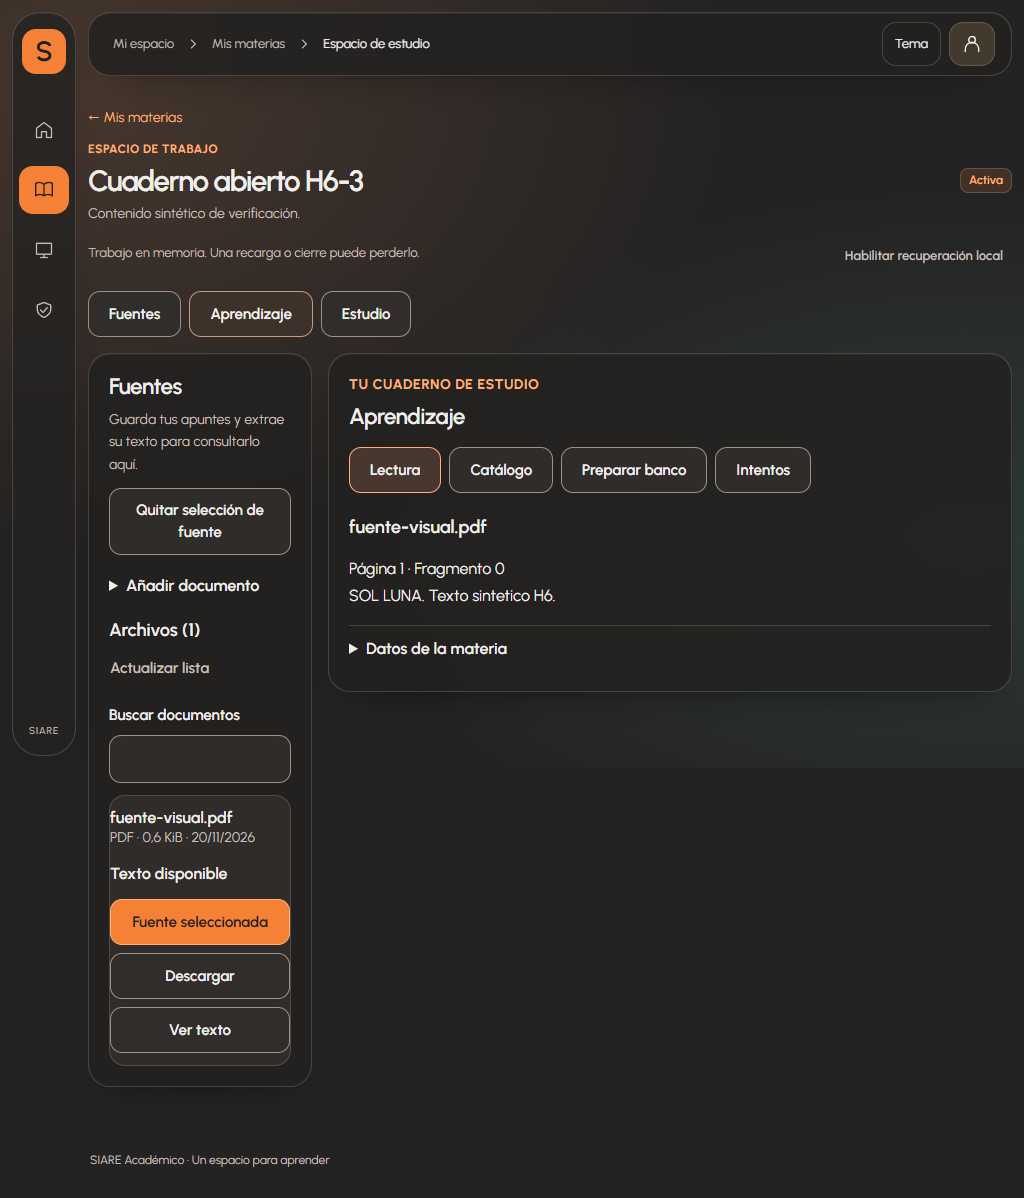 S
Mi espacio > Mis materias > Espacio de estudio
Tema
← Mis materias
ESPACIO DE TRABAJO
Cuaderno abierto H6-3
Activa
Contenido sintético de verificación.
Trabajo en memoria. Una recarga o cierre puede perderlo.
Habilitar recuperación local
Fuentes
Aprendizaje
Estudio
Fuentes
Guarda tus apuntes y extrae
su texto para consultarlo
aquí.
Quitar selección de
fuente
▶ Añadir documento
Archivos (1)
Actualizar lista
Buscar documentos
fuente-visual.pdf
PDF · 0,6 KiB · 20/11/2026
Texto disponible
Fuente seleccionada
Descargar
Ver texto
TU CUADERNO DE ESTUDIO
Aprendizaje
Lectura
Catálogo
Preparar banco
Intentos
fuente-visual.pdf
Página 1 · Fragmento 0
SOL LUNA. Texto sintetico H6.
▶ Datos de la materia
SIARE
SIARE Académico · Un espacio para aprender